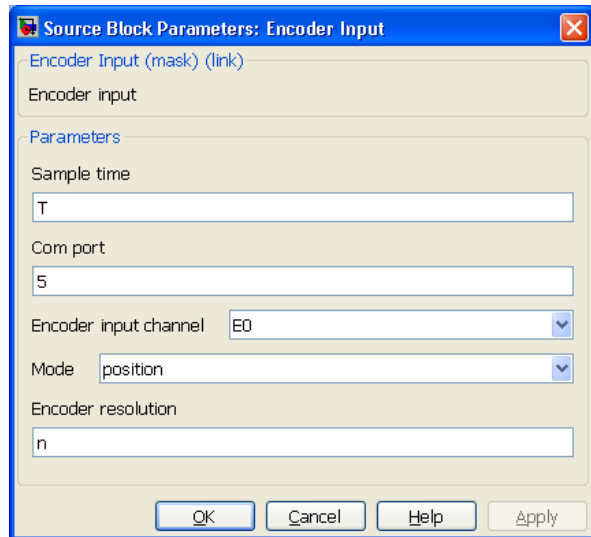 Source Block Parameters: Encoder Input
Encoder Input (mask) (link)
Encoder input
Parameters
Sample time
T
Com port
5
Encoder input channel E0
Mode position
Encoder resolution
n
OK Cancel Help Apply